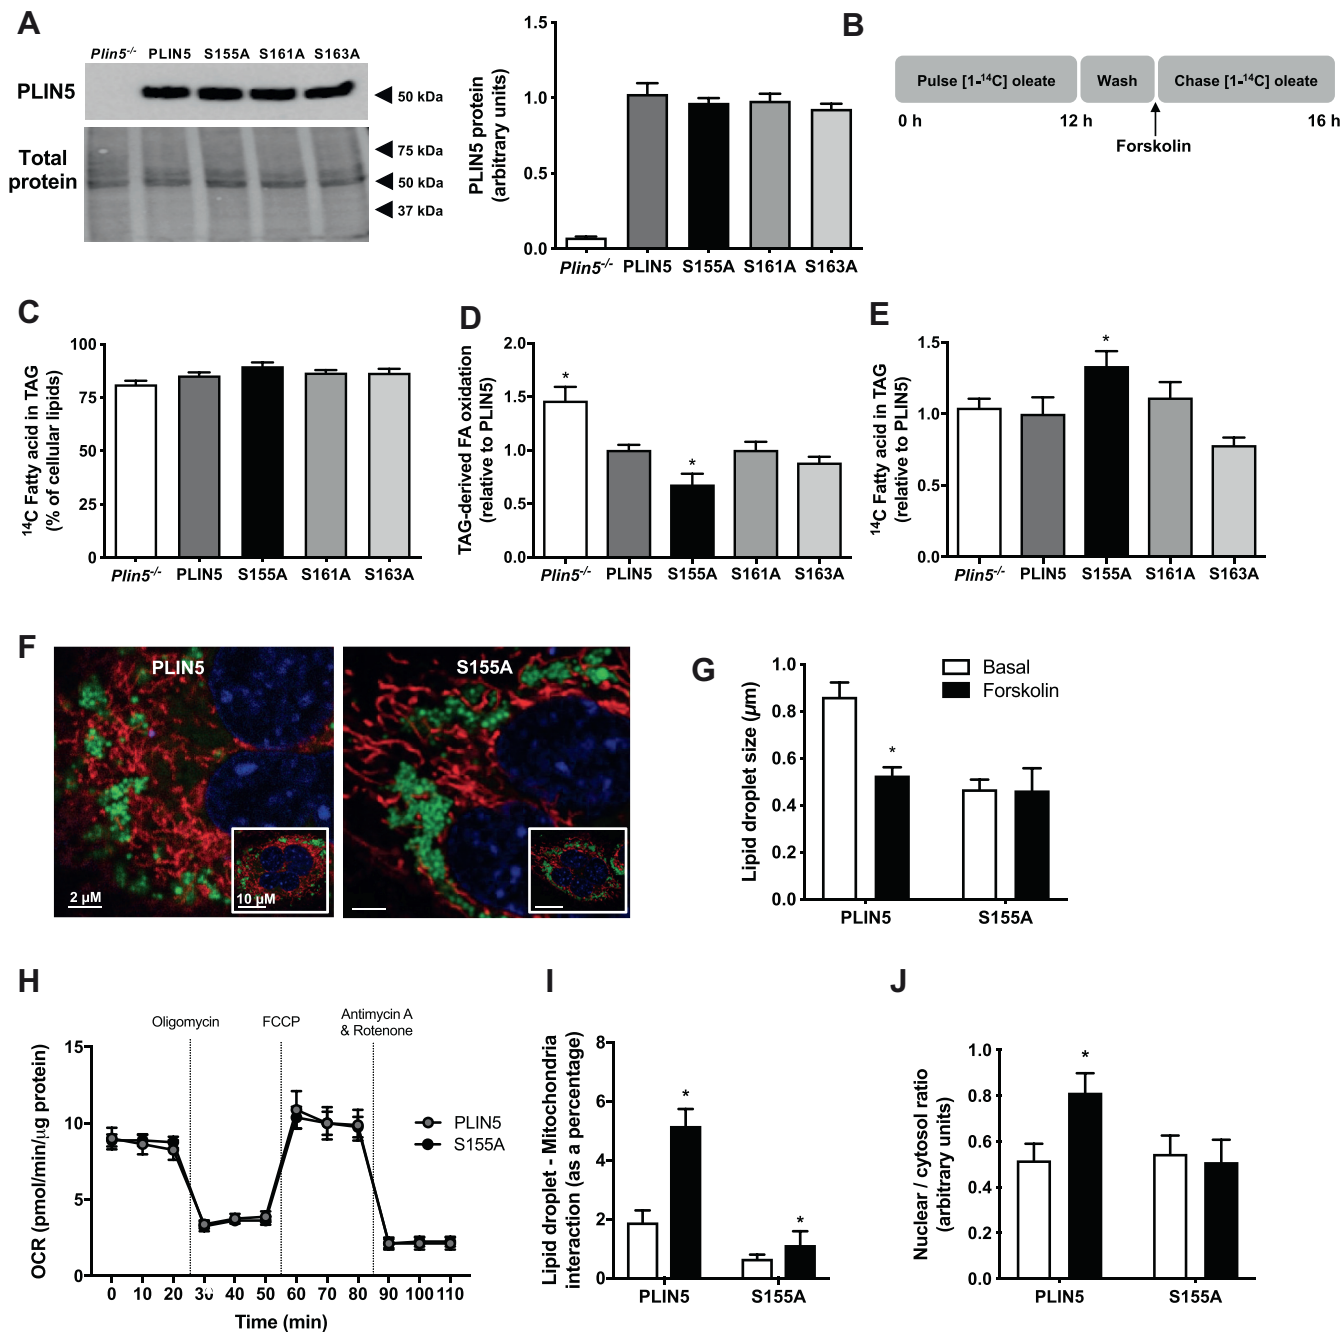 A
Plin5-/- PLIN5 S155A S161A S163A
PLIN5
50 kDa
Total
protein
75 kDa
50 kDa
37 kDa
PLIN5 protein
(arbitrary units)
1.5
1.0
0.5
0.0
Plin5-/- PLIN5 S155A S161A S163A
B
Pulse [1-14C] oleate
Wash
Chase [1-14C] oleate
0 h
12 h
16 h
Forskolin
C
14C Fatty acid in TAG
(% of cellular lipids)
100
75
50
25
0
Plin5-/- PLIN5 S155A S161A S163A
D
TAG-derived FA oxidation
(relative to PLIN5)
2.0
1.5
1.0
0.5
0.0
*
*
Plin5-/- PLIN5 S155A S161A S163A
E
14C Fatty acid in TAG
(relative to PLIN5)
1.5
1.0
0.5
0.0
*
Plin5-/- PLIN5 S155A S161A S163A
F
PLIN5
2 µM
10 µM
S155A
G
Lipid droplet size (µm)
1.0
0.8
0.6
0.4
0.2
0.0
*
Basal
Forskolin
PLIN5 S155A
H
OCR (pmol/min/µg protein)
15
10
5
0
Oligomycin
FCCP
Antimycin A
& Rotenone
PLIN5
S155A
0 10 20 30 40 50 60 70 80 90 100 110
Time (min)
I
Lipid droplet - Mitochondria
interaction (as a percentage)
8
6
4
2
0
*
*
PLIN5 S155A
J
Nuclear / cytosol ratio
(arbitrary units)
1.0
0.8
0.6
0.4
0.2
0.0
*
PLIN5 S155A